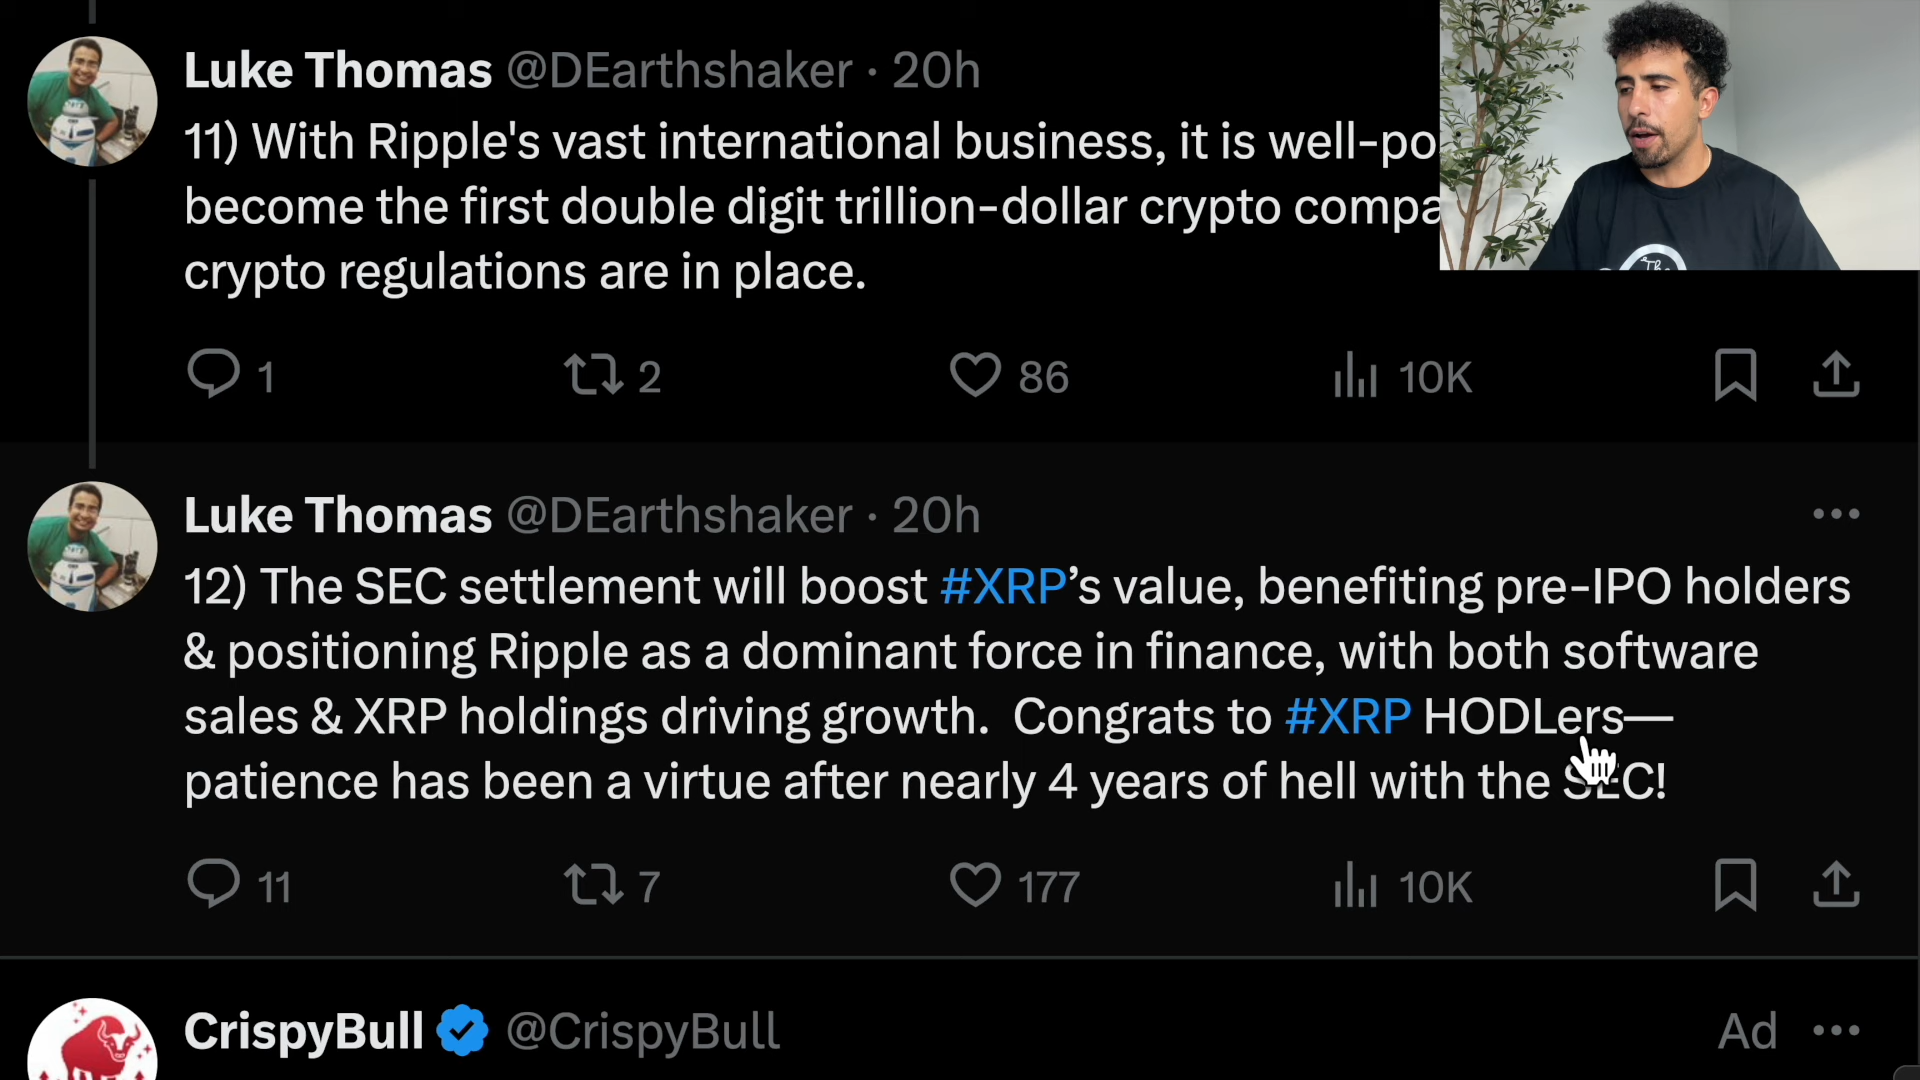 Luke Thomas @DEarthshaker · 20h
11) With Ripple's vast international business, it is
become the first double digit trillion-dollar crypto
crypto regulations are in place.
1 2 86 10K
Luke Thomas @DEarthshaker · 20h
12) The SEC settlement will boost #XRP’s value, benefiting pre-IPO holders
& positioning Ripple as a dominant force in finance, with both software
sales & XRP holdings driving growth. Congrats to #XRP HODLers—
patience has been a virtue after nearly 4 years of hell with the SEC!
11 7 177 10K
CrispyBull @CrispyBull Ad